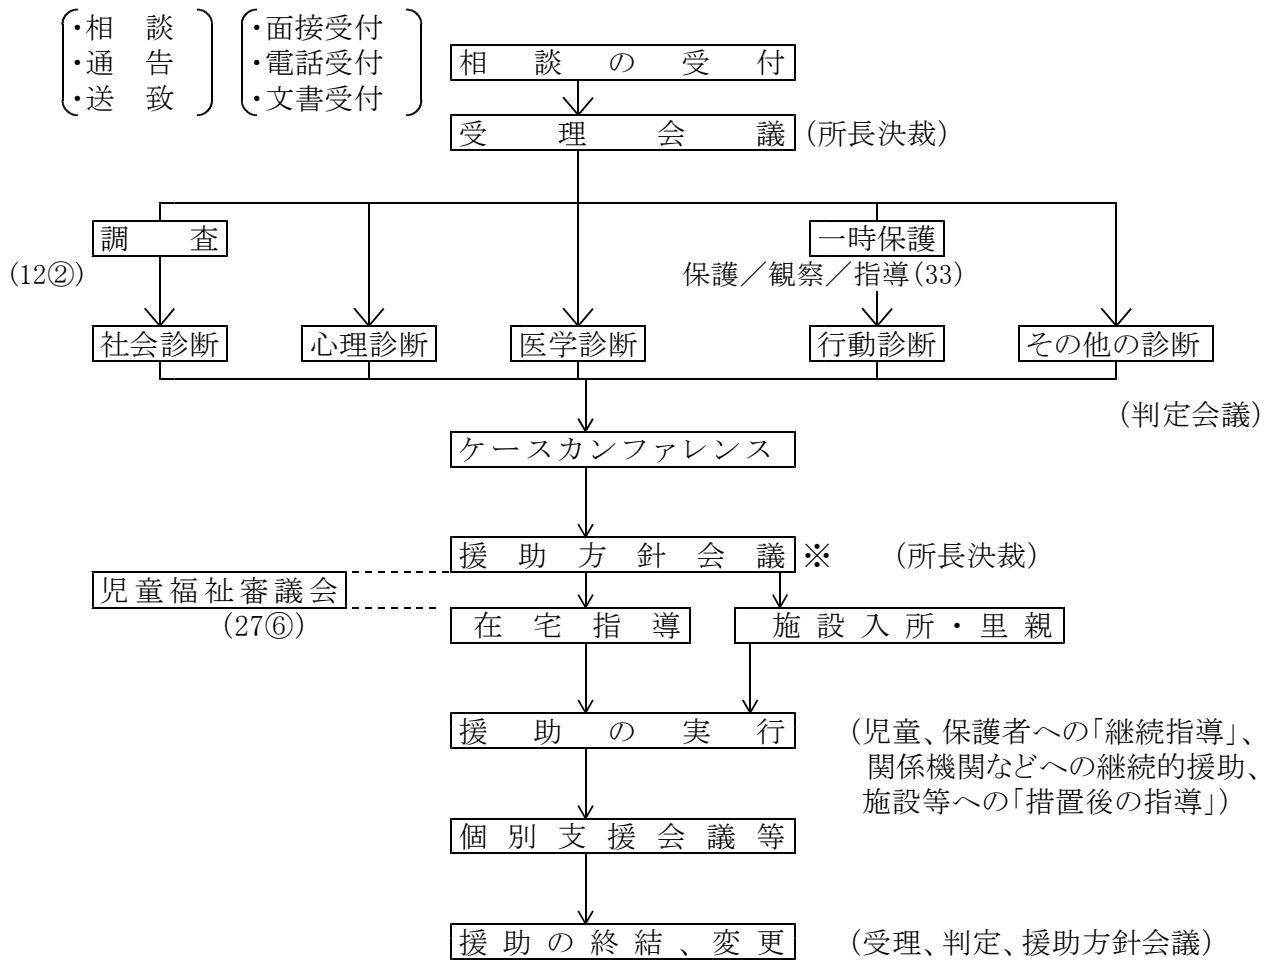 ・相 談
・通 告
・送 致
・面接受付
・電話受付
・文書受付
相談の受付
受理会議 (所長決裁)
調査
一時保護
(12②)
保護／観察／指導(33)
社会診断
心理診断
医学診断
行動診断
その他の診断
(判定会議)
ケースカンファレンス
援助方針会議※ (所長決裁)
児童福祉審議会
(27⑥)
在宅指導
施設入所・里親
援助の実行
(児童、保護者への「継続指導」、
関係機関などへの継続的援助、
施設等への「措置後の指導」)
個別支援会議等
援助の終結、変更 (受理、判定、援助方針会議)